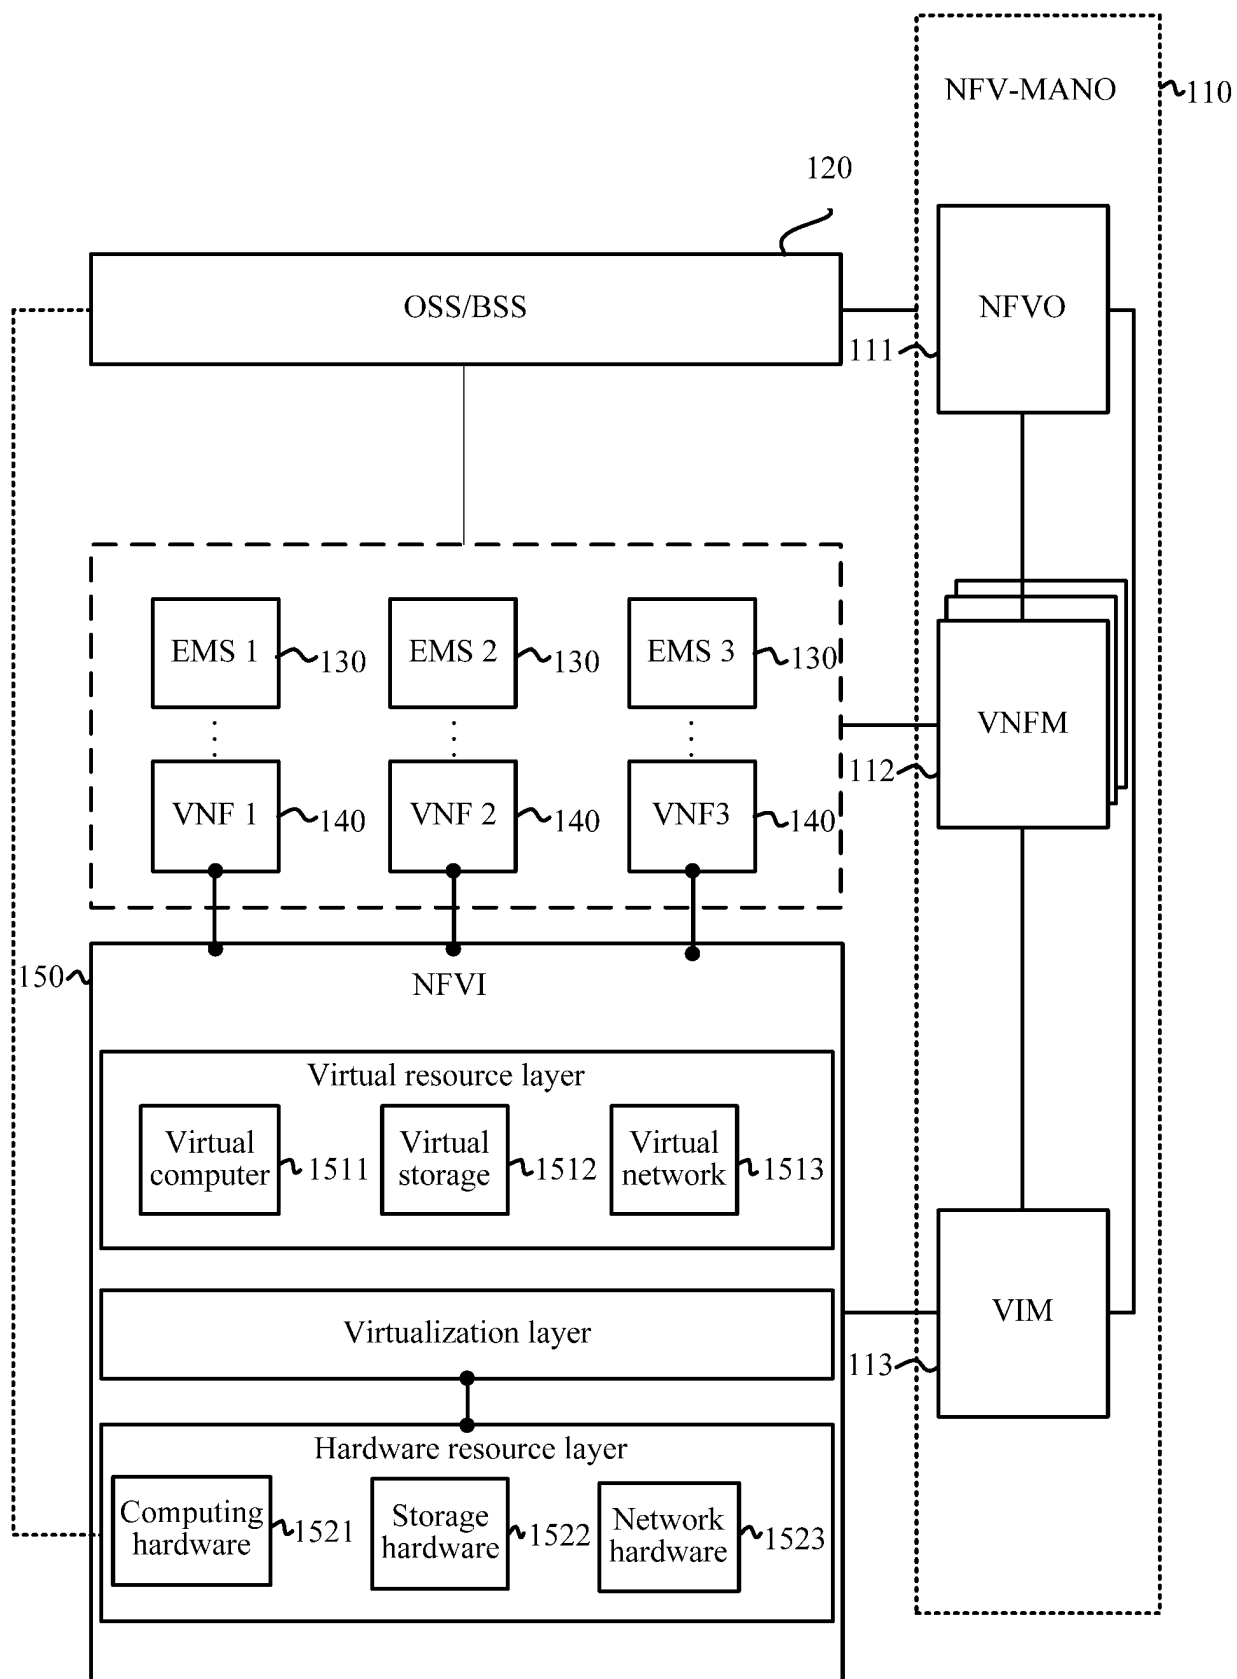 NFV-MANO
110
120
OSS/BSS
NFVO
111
EMS 1
130
EMS 2
130
EMS 3
130
VNFM
112
VNF 1
140
VNF 2
140
VNF3
140
150
NFVI
Virtual resource layer
Virtual
computer
1511
Virtual
storage
1512
Virtual
network
1513
VIM
113
Virtualization layer
Hardware resource layer
Computing
hardware
1521
Storage
hardware
1522
Network
hardware
1523